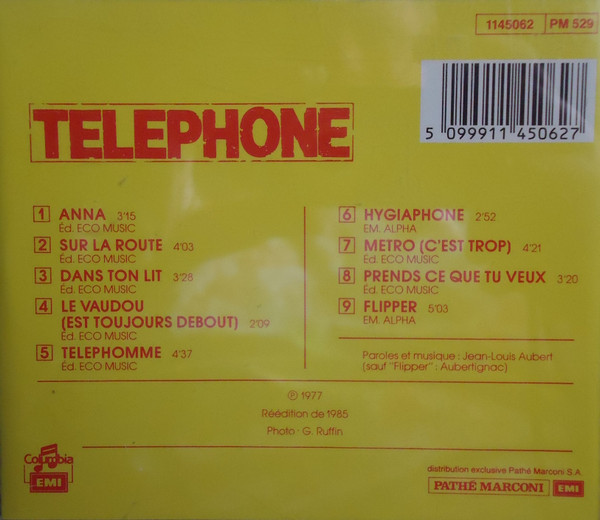 1145062 PM 529
5 099911 450627
TELEPHONE
1 ANNA 3'15
Éd. ECO MUSIC
2 SUR LA ROUTE 4'03
Éd. ECO MUSIC
3 DANS TON LIT 3'28
Éd. ECO MUSIC
4 LE VAUDOU
(EST TOUJOURS DEBOUT) 2'09
Éd. ECO MUSIC
5 TELEPHOMME 4'37
Éd. ECO MUSIC
6 HYGIAPHONE 2'52
EM. ALPHA
7 METRO (C'EST TROP) 4'21
Éd. ECO MUSIC
8 PRENDS CE QUE TU VEUX 3'20
Éd. ECO MUSIC
9 FLIPPER 5'03
EM. ALPHA
Paroles et musique : Jean-Louis Aubert
(sauf "Flipper" : Aubertignac)
℗ 1977
Réédition de 1985
Photo : G. Ruffin
Columbia
EMI
distribution exclusive Pathé Marconi S.A.
PATHÉ MARCONI EMI